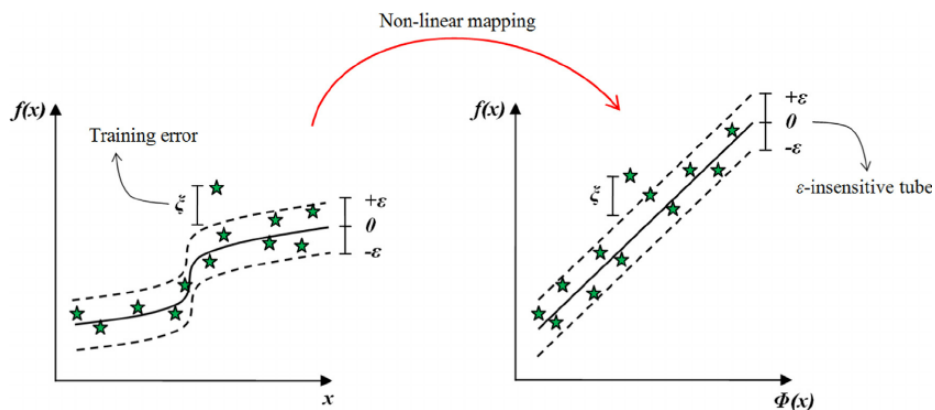 Non-linear mapping
f(x)
Training error
ξ
+ε
0
-ε
x
f(x)
ξ
+ε
0
-ε
ε-insensitive tube
Φ(x)